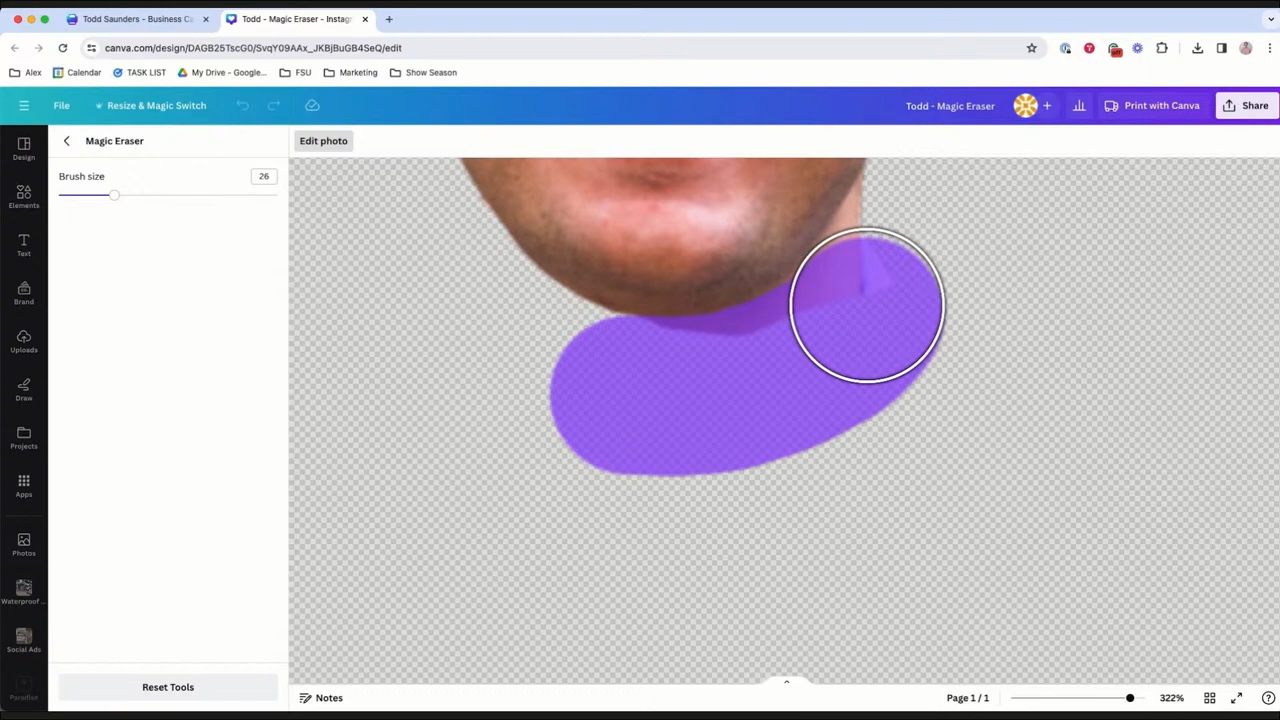 Todd Saunders - Business Ca
Todd - Magic Eraser - Instag
canva.com/design/DAGB25TscG0/SvqY09AAx_JKBjBuGB4SeQ/edit
Alex
Calendar
TASK LIST
My Drive - Google...
FSU
Marketing
Show Season
File
Resize & Magic Switch
Todd - Magic Eraser
Print with Canva
Share
Design
Elements
Text
Brand
Uploads
Draw
Projects
Apps
Photos
Waterproof ...
Social Ads
Paradise
Magic Eraser
Edit photo
Brush size
26
Reset Tools
Notes
Page 1 / 1
322%